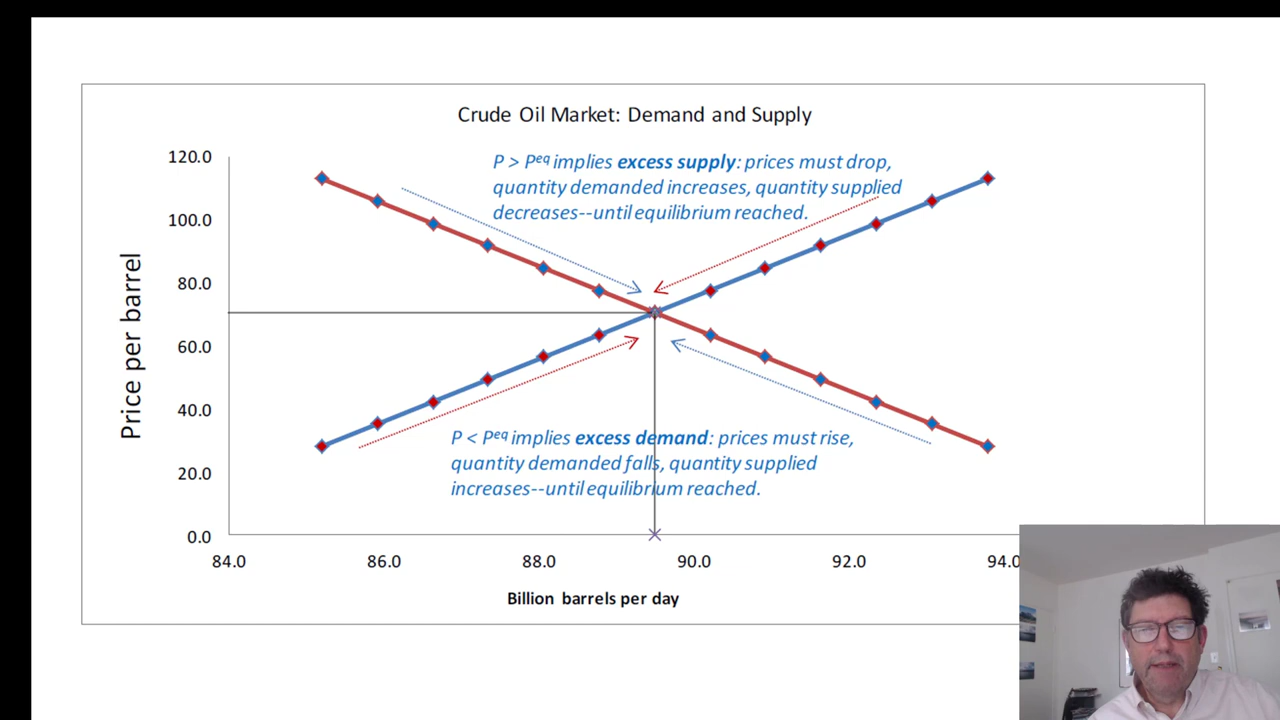 Crude Oil Market: Demand and Supply
P > Peq implies excess supply: prices must drop,
quantity demanded increases, quantity supplied
decreases--until equilibrium reached.
120.0
100.0
80.0
60.0
40.0
20.0
0.0
Price per barrel
P < Peq implies excess demand: prices must rise,
quantity demanded falls, quantity supplied
increases--until equilibrium reached.
84.0 86.0 88.0 90.0 92.0 94.0
Billion barrels per day